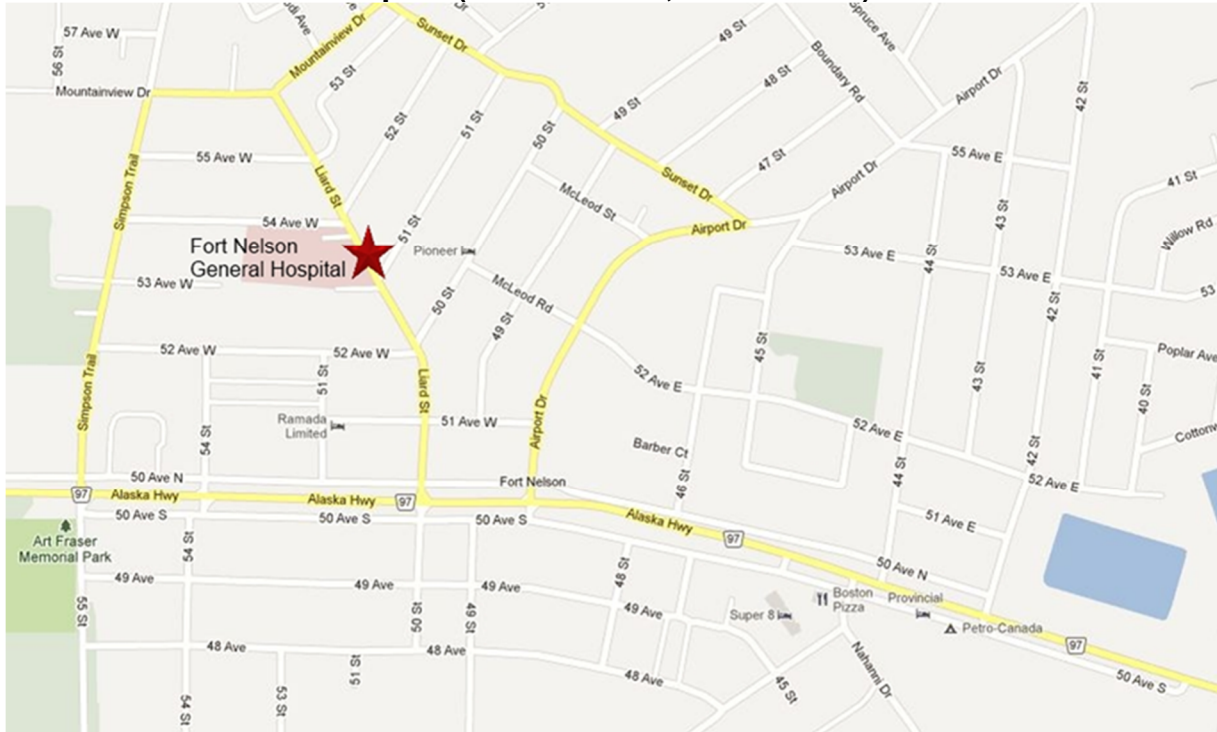 57 Ave W
56 St
Mountainview Dr
Mountainview Dr
Sunset Dr
53 St
52 St
51 St
50 St
49 St
49 St
48 St
47 St
Boundary Rd
Spruce Ave
Airport Dr
42 St
55 Ave W
Simpson Trail
Liard St
54 Ave W
51 St
McLeod St
Sunset Dr
Airport Dr
Airport Dr
55 Ave E
41 St
Willow Rd
43 St
44 St
Fort Nelson
General Hospital
Pioneer
53 Ave E
53 Ave E
53
53 Ave W
50 St
McLeod Rd
49 St
42 St
45 St
52 Ave W
52 Ave W
51 St
Simpson Trail
Liard St
52 Ave E
43 St
41 St
Poplar Ave
40 St
Ramada
Limited
51 Ave W
Airport Dr
54 St
Barber Ct
52 Ave E
Cottonw
42 St
44 St
46 St
50 Ave N
Fort Nelson
52 Ave E
97
Alaska Hwy
Alaska Hwy
97
50 Ave S
50 Ave S
50 Ave S
Alaska Hwy
97
51 Ave E
Art Fraser
Memonal Park
54 St
49 Ave
49 Ave
49 Ave
48 St
49 Ave
50 Ave N
55 St
50 St
49 St
Super 8
Boston
Pizza
Provincial
Petro-Canada
97
48 Ave
48 Ave
51 St
53 St
54 St
48 Ave
45 St
Nahanni Dr
50 Ave S